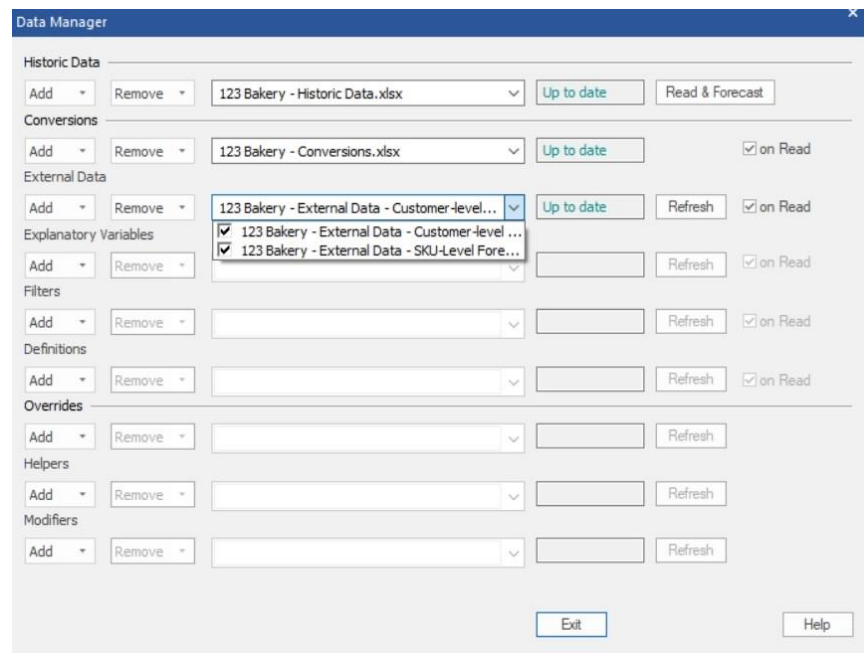 Data Manager
Historic Data
Add Remove 123 Bakery - Historic Data.xlsx Up to date Read & Forecast
Conversions
Add Remove 123 Bakery - Conversions.xlsx Up to date on Read
External Data
Add Remove 123 Bakery - External Data - Customer-level... Up to date Refresh on Read
123 Bakery - External Data - Customer-level ...
Explanatory Variables
123 Bakery - External Data - SKU-Level Fore...
Add Remove Refresh on Read
Filters
Add Remove Refresh on Read
Definitions
Add Remove Refresh on Read
Overrides
Add Remove Refresh
Helpers
Add Remove Refresh
Modifiers
Add Remove Refresh
Exit Help